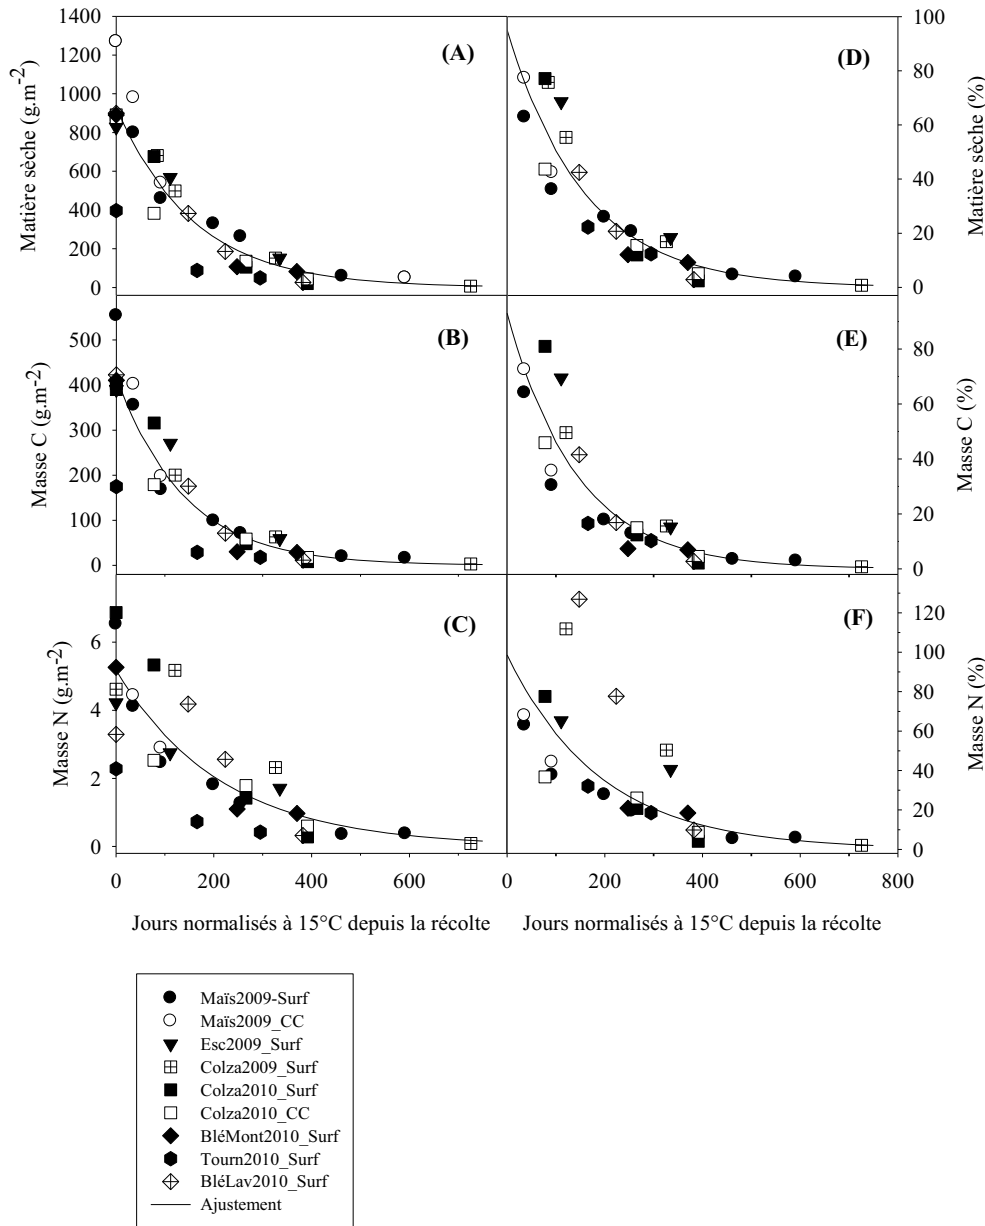 Matière sèche (g.m-2)
1400
1200
1000
800
600
400
200
0
(A)
(D)
100
80
60
40
20
0
Matière sèche (%)
Masse C (g.m-2)
500
400
300
200
100
0
(B)
(E)
80
60
40
20
0
Masse C (%)
Masse N (g.m-2)
6
4
2
0
(C)
(F)
120
100
80
60
40
20
0
Masse N (%)
0 200 400 600
0 200 400 600 800
Jours normalisés à 15°C depuis la récolte
Jours normalisés à 15°C depuis la récolte
Maïs2009-Surf
Maïs2009_CC
Esc2009_Surf
Colza2009_Surf
Colza2010_Surf
Colza2010_CC
BléMont2010_Surf
Tourn2010_Surf
BléLav2010_Surf
Ajustement